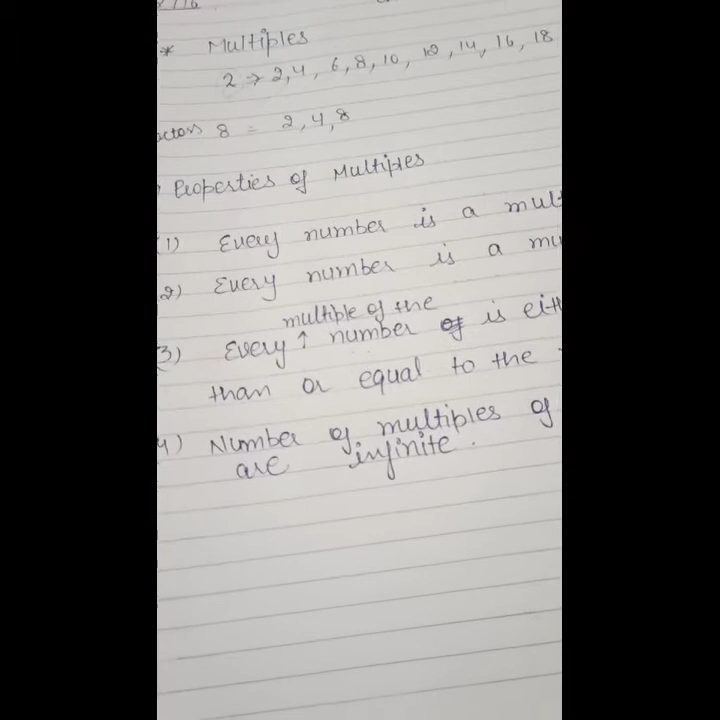 * Multiples
2 → 2, 4, 6, 8, 10, 12, 14, 16, 18
actors 8 = 2, 4, 8
Properties of Multiples
(1) Every number is a mult
2) Every number is a mu
multiple of the
3) Every ↑ number of is eith
than or equal to the
4) Number of multiples of
are infinite.